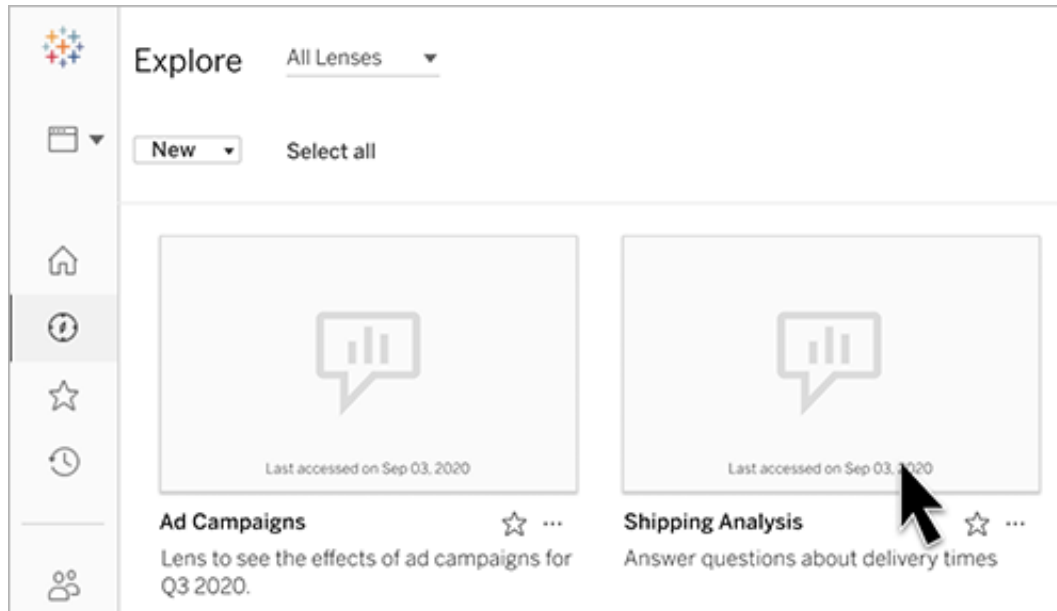 Explore
All Lenses
New
Select all
Last accessed on Sep 03, 2020
Last accessed on Sep 03, 2020
Ad Campaigns
...
Shipping Analysis
...
Lens to see the effects of ad campaigns for
Q3 2020.
Answer questions about delivery times